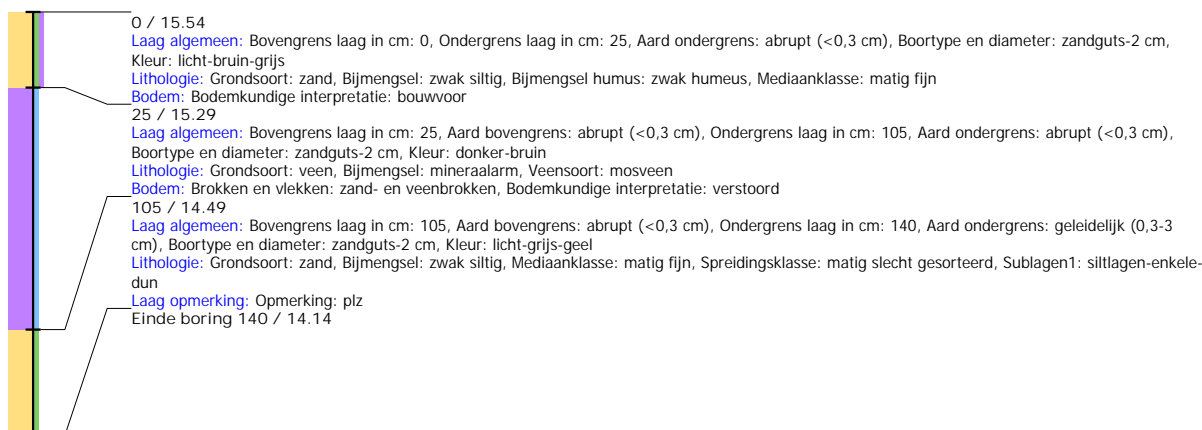 0 / 15.54
Laag algemeen: Bovengrens laag in cm: 0, Ondergrens laag in cm: 25, Aard ondergrens: abrupt (<0,3 cm), Boortype en diameter: zandguts-2 cm,
Kleur: licht-bruin-grijs
Lithologie: Grondsoort: zand, Bijmengsel: zwak siltig, Bijmengsel humus: zwak humeus, Mediaanklasse: matig fijn
Bodem: Bodemkundige interpretatie: bouwvoor
25 / 15.29
Laag algemeen: Bovengrens laag in cm: 25, Aard bovengrens: abrupt (<0,3 cm), Ondergrens laag in cm: 105, Aard ondergrens: abrupt (<0,3 cm),
Boortype en diameter: zandguts-2 cm, Kleur: donker-bruin
Lithologie: Grondsoort: veen, Bijmengsel: mineraalarm, Veensoort: mosveen
Bodem: Brokken en vlekken: zand- en veenbrokken, Bodemkundige interpretatie: verstoord
105 / 14.49
Laag algemeen: Bovengrens laag in cm: 105, Aard bovengrens: abrupt (<0,3 cm), Ondergrens laag in cm: 140, Aard ondergrens: geleidelijk (0,3-3
cm), Boortype en diameter: zandguts-2 cm, Kleur: licht-grijs-geel
Lithologie: Grondsoort: zand, Bijmengsel: zwak siltig, Mediaanklasse: matig fijn, Spreidingsklasse: matig slecht gesorteerd, Sublagen1: siltlagen-enkele-
dun
Laag opmerking: Opmerking: plz
Einde boring 140 / 14.14